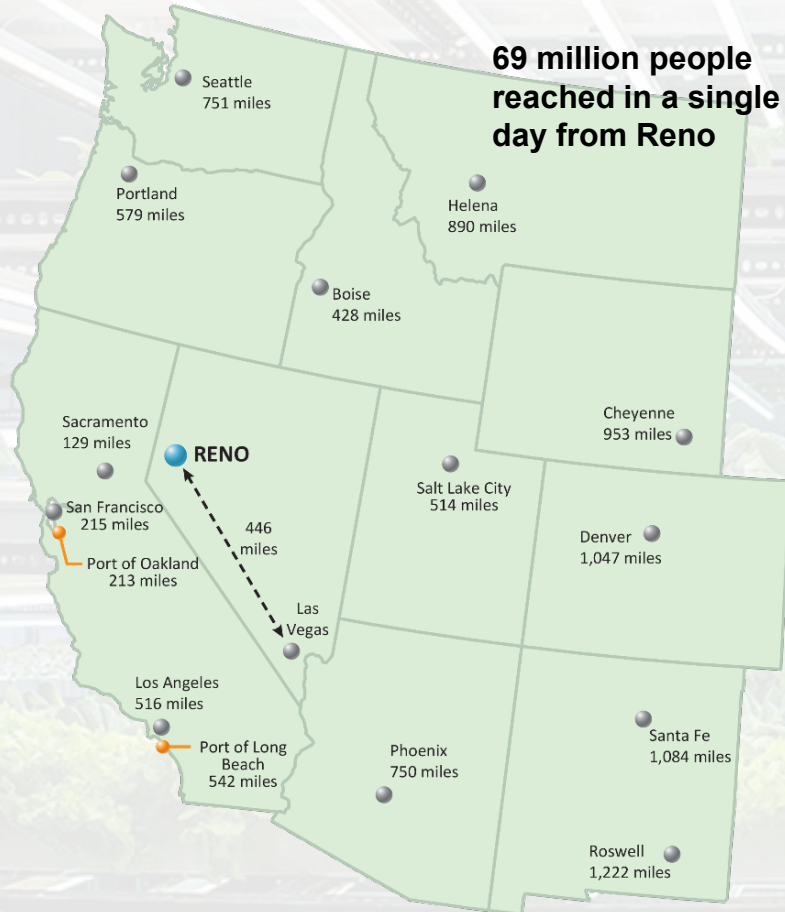 69 million people
reached in a single
day from Reno
Seattle
751 miles
Portland
579 miles
Helena
890 miles
Boise
428 miles
Cheyenne
953 miles
Sacramento
129 miles
RENO
Salt Lake City
514 miles
San Francisco
215 miles
446
miles
Denver
1,047 miles
Port of Oakland
213 miles
Las
Vegas
Los Angeles
516 miles
Santa Fe
1,084 miles
Port of Long
Beach
542 miles
Phoenix
750 miles
Roswell
1,222 miles